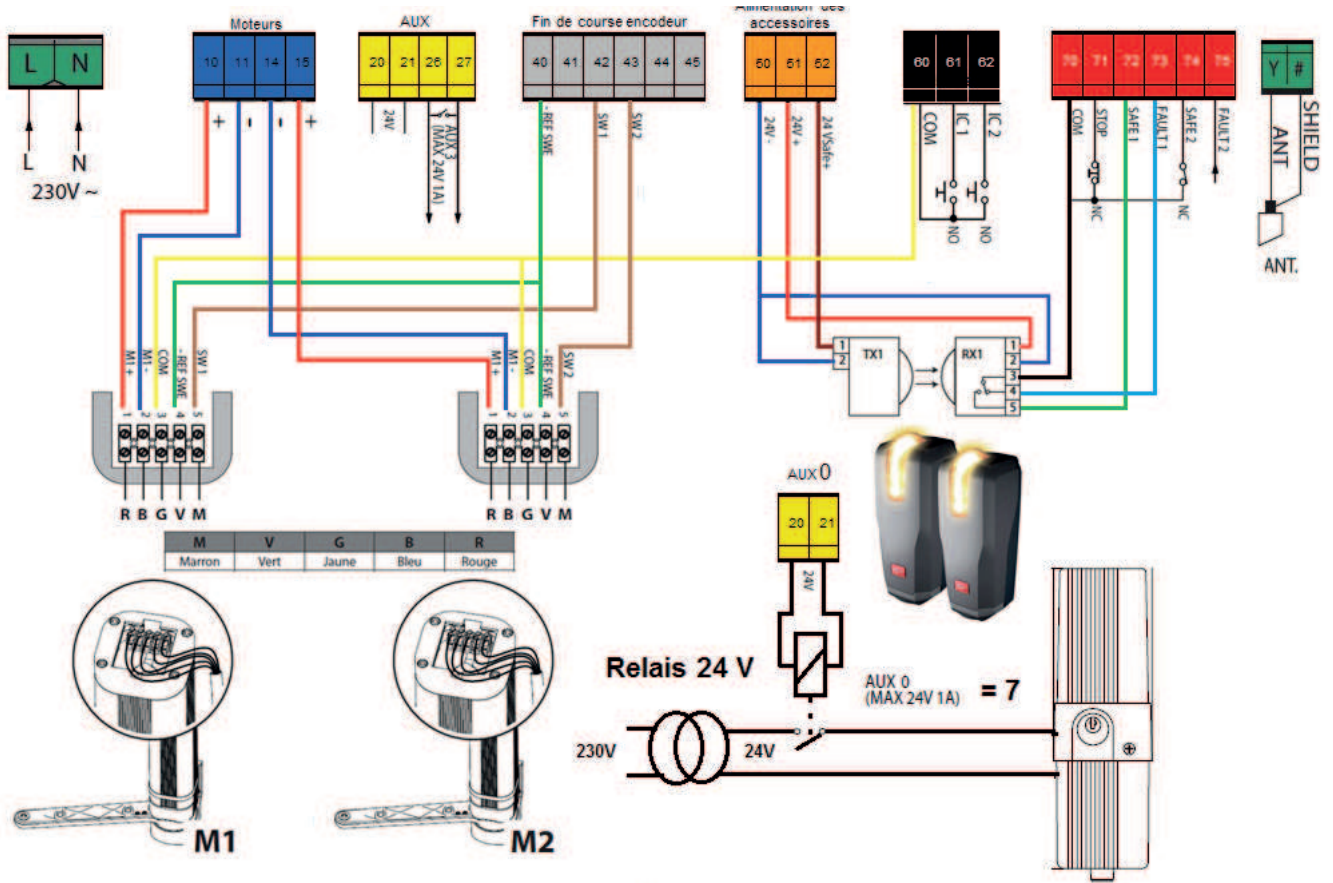 Moteurs
AUX
Fin de course encodeur
Alimentation des
accessoires
L N
10 11 14 15
20 21 26 27
40 41 42 43 44 45
50 51 52
60 61 62
70 71 72 73 74 75
Y #
+ - - +
24V
AUX 3
(MAX 24V 1A)
- REF SWE
SW1
SW2
24V -
24V +
24 VSafe+
COM
IC 1
IC 2
NO
NO
COM
STOP
SAFE 1
FAULT 1
SAFE 2
FAULT 2
NC
NC
ANT
SHIELD
ANT.
L N
230V ~
M1 +
M1 -
COM
- REF SWE
SW1
1 2 3 4 5
R B G V M
M1 +
M1 -
COM
- REF SWE
SW 2
1 2 3 4 5
R B G V M
1
2
TX1
RX1
1
2
3
4
5
M V G B R
Marron Vert Jaune Bleu Rouge
M1
M2
AUX 0
20 21
24V
Relais 24 V
AUX 0
(MAX 24V 1A)
= 7
230V
24V